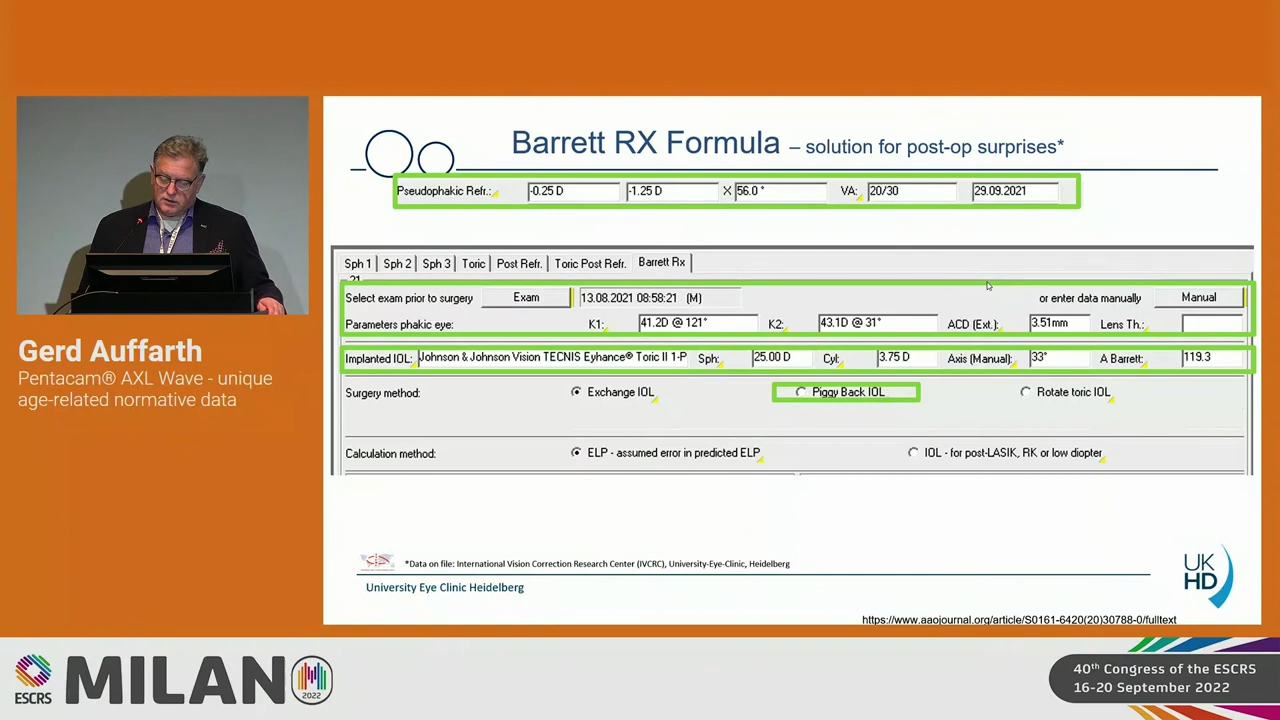 Barrett RX Formula – solution for post-op surprises*
Pseudophakic Refr.: -0.25 D -1.25 D X 56.0 ° VA: 20/30 29.09.2021
Sph 1 Sph 2 Sph 3 Toric Post Refr. Toric Post Refr. Barrett Rx
Select exam prior to surgery Exam 13.08.2021 08:58:21 (M) or enter data manually Manual
Parameters phakic eye: K1: 41.2D @ 121° K2: 43.1D @ 31° ACD (Ext.): 3.51mm Lens Th.:
Implanted IOL: Johnson & Johnson Vision TECNIS Eyhance® Toric II 1-P Sph: 25.00 D Cyl: 3.75 D Axis (Manual): 33° A Barrett: 119.3
Surgery method: Exchange IOL Piggy Back IOL Rotate toric IOL
Calculation method: ELP - assumed error in predicted ELP IOL - for post-LASIK, RK or low diopter
*Data on file: International Vision Correction Research Center (IVCRC), University-Eye-Clinic, Heidelberg
University Eye Clinic Heidelberg
UK
HD
https://www.aaojournal.org/article/S0161-6420(20)30788-0/fulltext
Gerd Auffarth
Pentacam® AXL Wave - unique
age-related normative data
ESCRS
MILANO
2022
40th Congress of the ESCRS
16-20 September 2022